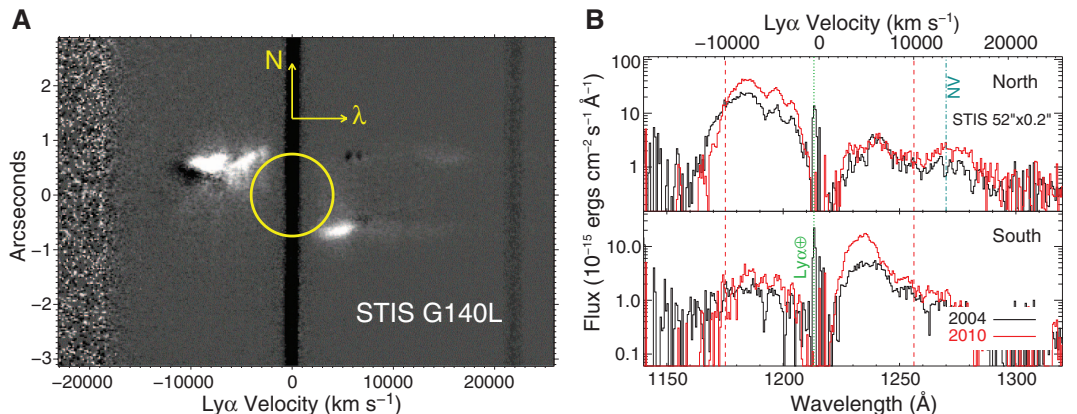 A
N
λ
STIS G140L
Arcseconds
2
1
0
−1
−2
−3
−20000 −10000 0 10000 20000
Lyα Velocity (km s⁻¹)
B
Lyα Velocity (km s⁻¹)
−10000 0 10000 20000
North
NV
STIS 52"x0.2"
100
10
1
South
Lyα⊕
10.0
1.0
0.1
2004
2010
Flux (10⁻¹⁵ ergs cm⁻² s⁻¹ Å⁻¹)
1150 1200 1250 1300
Wavelength (Å)